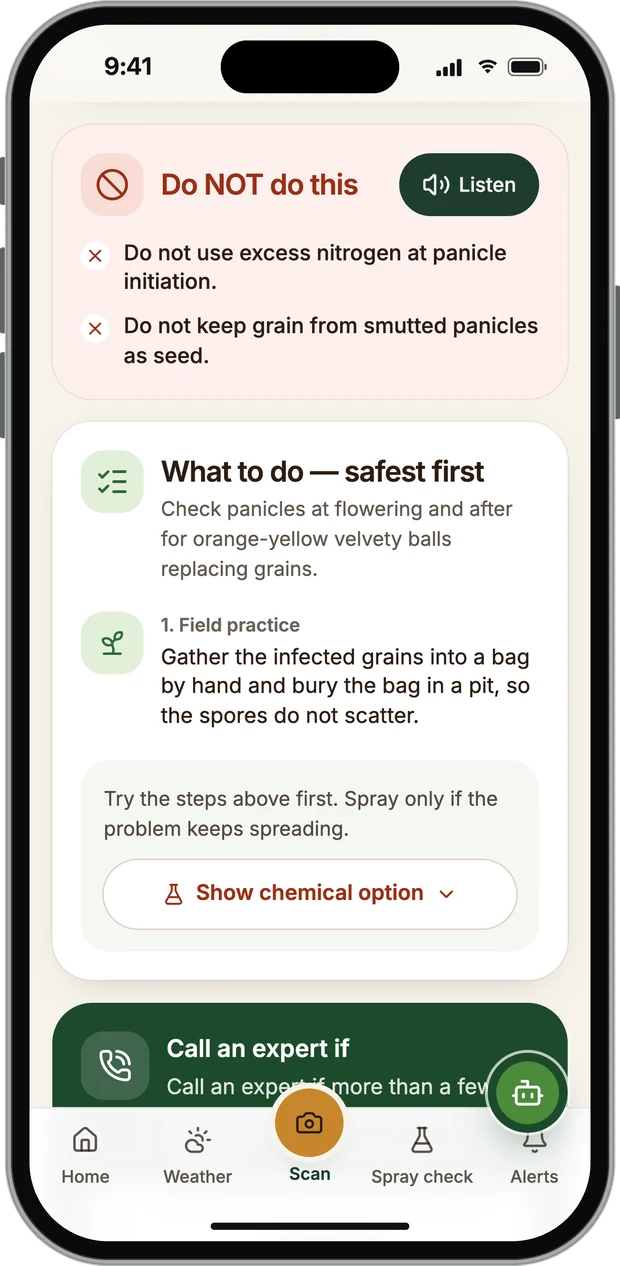 9:41
Do NOT do this
Listen
Do not use excess nitrogen at panicle
initiation.
Do not keep grain from smutted panicles
as seed.
What to do — safest first
Check panicles at flowering and after
for orange-yellow velvety balls
replacing grains.
1. Field practice
Gather the infected grains into a bag
by hand and bury the bag in a pit, so
the spores do not scatter.
Try the steps above first. Spray only if the
problem keeps spreading.
Show chemical option
Call an expert if
Call an expert if more than a few
Home
Weather
Scan
Spray check
Alerts